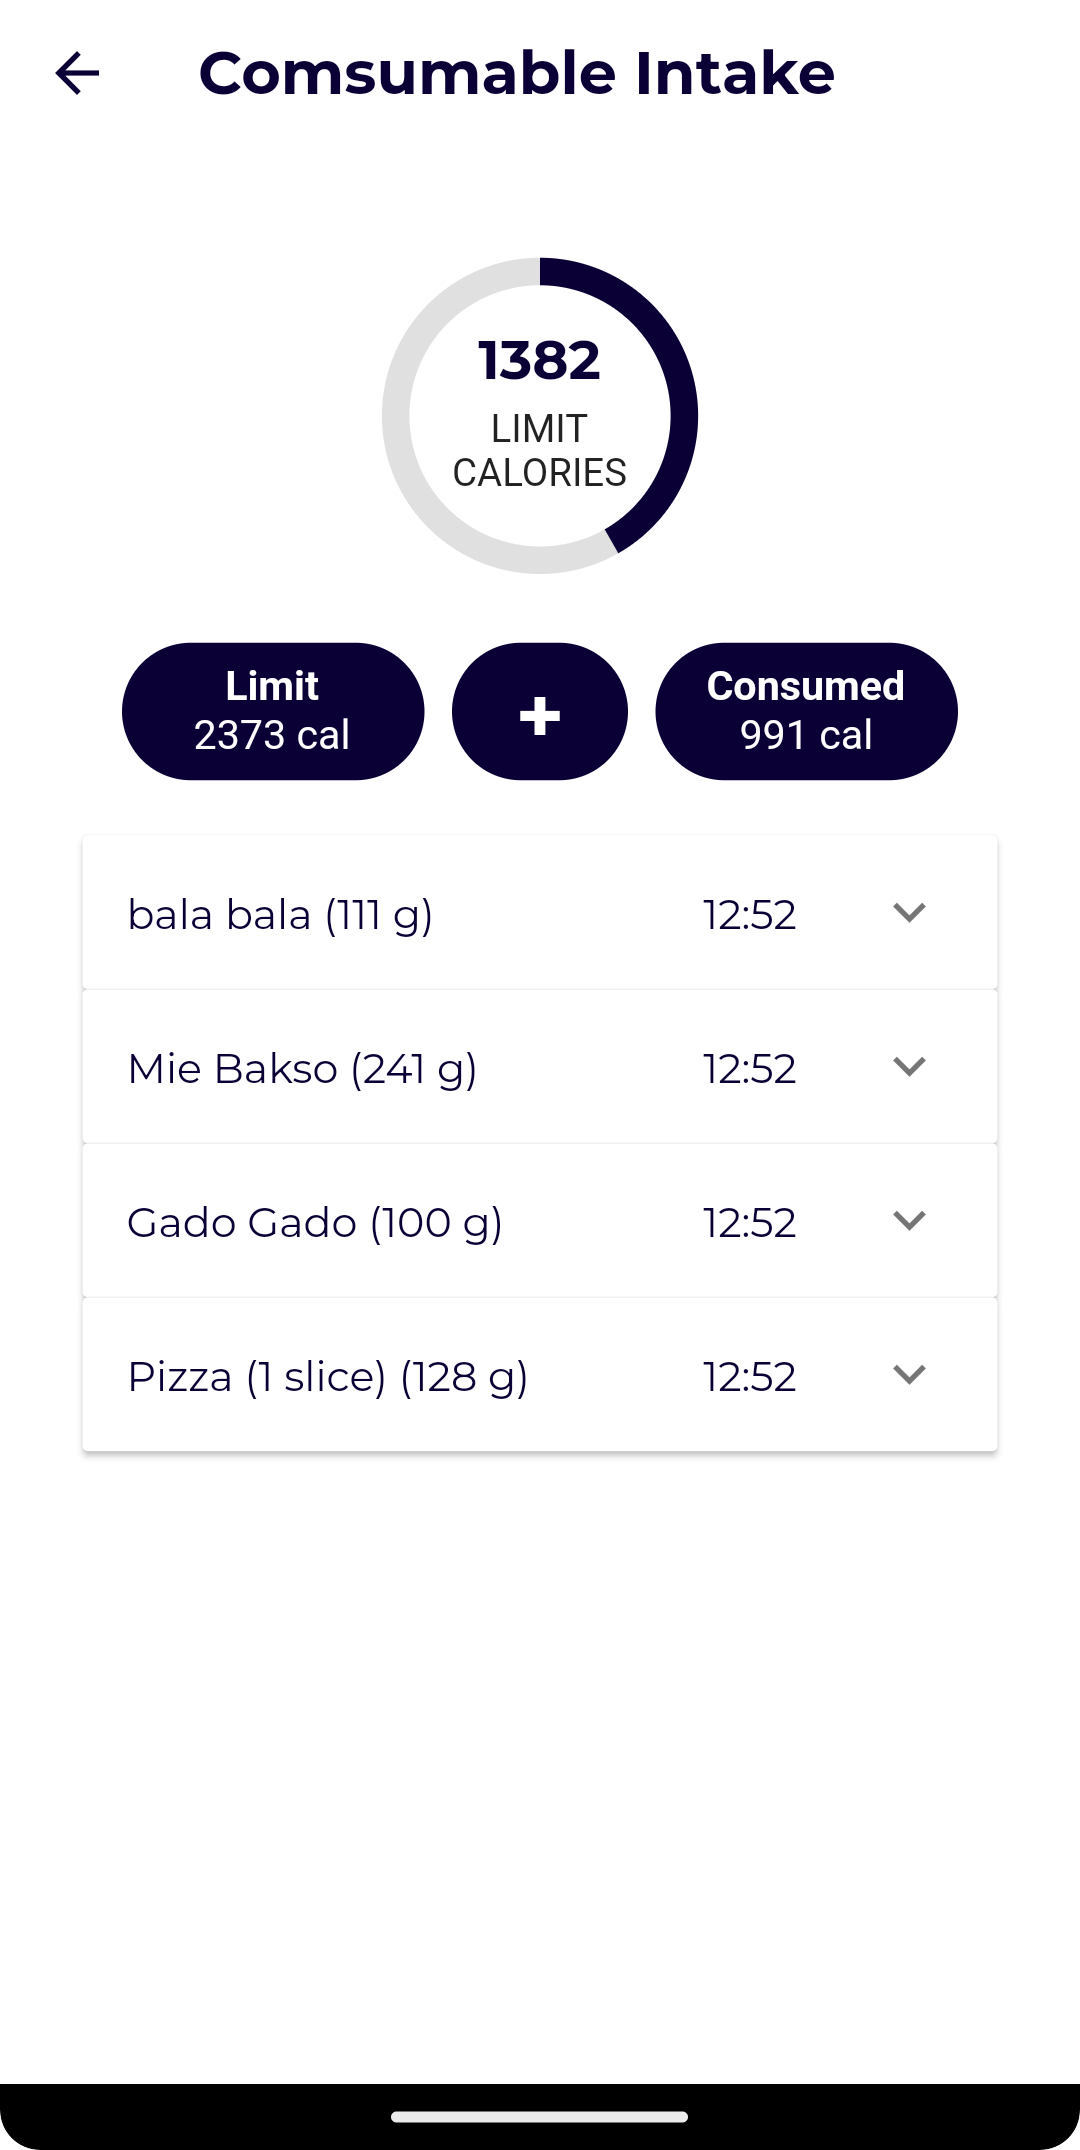 Comsumable Intake
1382
LIMIT
CALORIES
Limit
2373 cal
+
Consumed
991 cal
bala bala (111 g) 12:52
Mie Bakso (241 g) 12:52
Gado Gado (100 g) 12:52
Pizza (1 slice) (128 g) 12:52